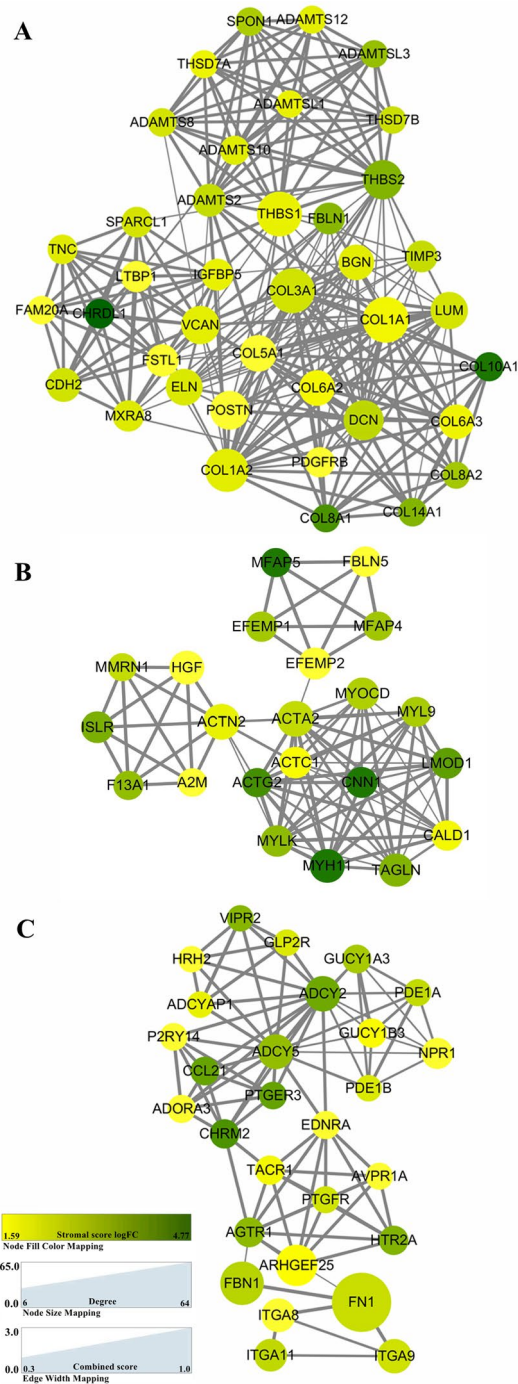 A
SPON1
ADAMTS12
ADAMTSL3
THSD7A
ADAMTSL1
ADAMTS8
THSD7B
ADAMTS10
THBS2
ADAMTS2
THBS1
FBLN1
SPARCL1
TNC
BGN
TIMP3
LTBP1
IGFBP5
COL3A1
FAM20A
CHRDL1
VCAN
COL1A1
LUM
FSTL1
COL5A1
COL10A1
CDH2
ELN
COL6A2
MXRA8
POSTN
DCN
COL6A3
COL1A2
PDGFRB
COL8A2
COL8A1
COL14A1
B
MFAP5
FBLN5
EFEMP1
MFAP4
EFEMP2
MMRN1
HGF
MYOCD
ISLR
ACTN2
ACTA2
MYL9
ACTC1
LMOD1
F13A1
A2M
ACTG2
CNN1
MYLK
CALD1
MYH11
TAGLN
C
VIPR2
GLP2R
HRH2
GUCY1A3
ADCYAP1
ADCY2
PDE1A
P2RY14
GUCY1B3
ADCY5
NPR1
CCL21
PTGER3
PDE1B
ADORA3
CHRM2
EDNRA
TACR1
AVPR1A
PTGFR
AGTR1
HTR2A
ARHGEF25
FBN1
FN1
ITGA8
ITGA11
ITGA9
Stromal score logFC
1.59 4.77
Node Fill Color Mapping
65.0
0.0
Degree
6 64
Node Size Mapping
3.0
0.0
Combined score
0.3 1.0
Edge Width Mapping